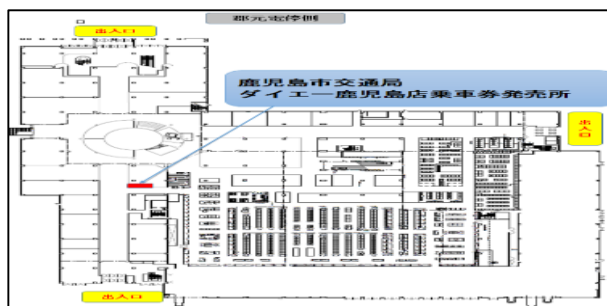 郡元電停側
出入口
鹿児島市交通局
ダイエー鹿児島店乗車券発売所
出入口
出入口